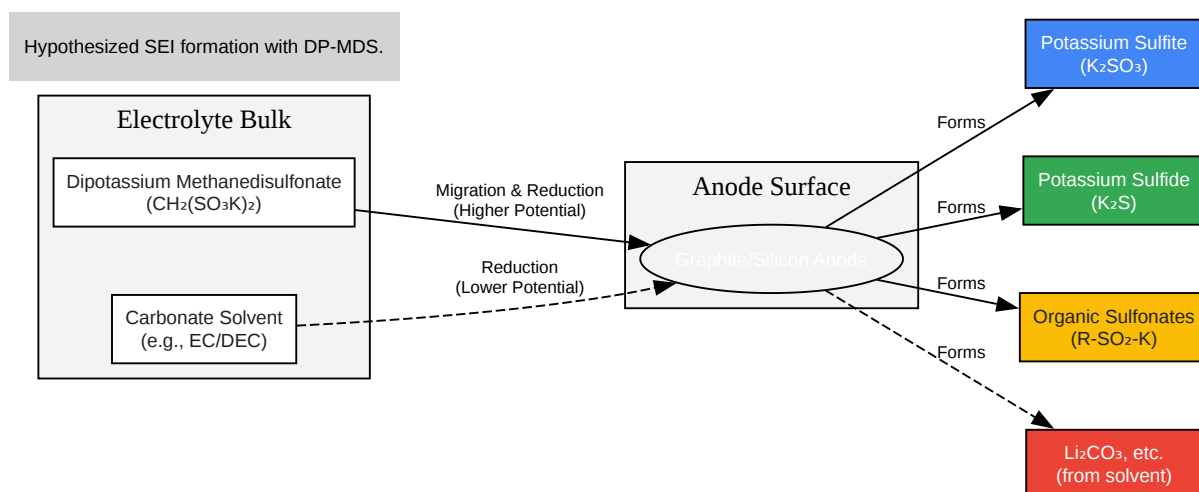 Hypothesized SEI formation with DP-MDS.
Electrolyte Bulk
Dipotassium Methanedisulfonate
(CH₂(SO₃K)₂)
Carbonate Solvent
(e.g., EC/DEC)
Migration & Reduction
(Higher Potential)
Reduction
(Lower Potential)
Anode Surface
Graphite/Silicon Anode
Forms
Forms
Forms
Forms
Potassium Sulfite
(K₂SO₃)
Potassium Sulfide
(K₂S)
Organic Sulfonates
(R-SO₂-K)
Li₂CO₃, etc.
(from solvent)